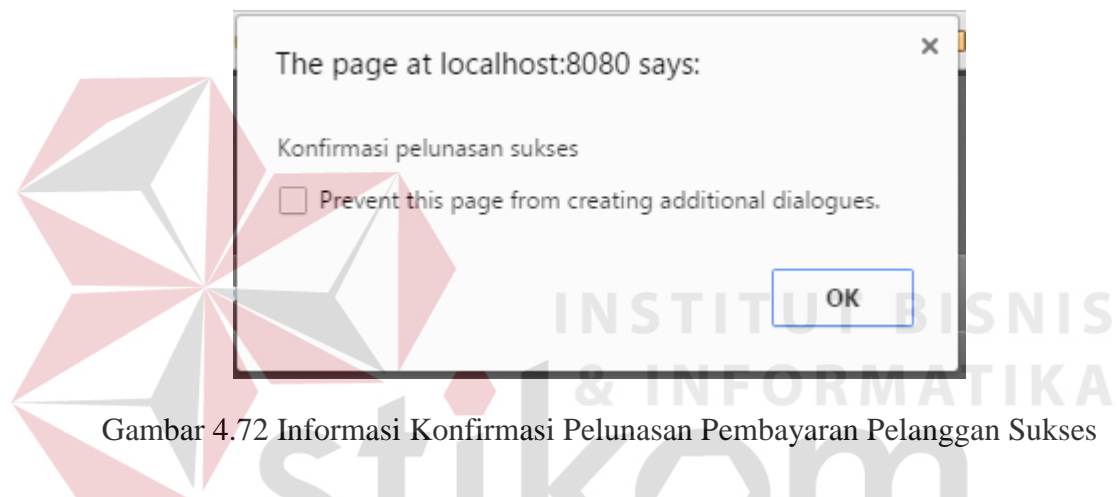 The page at localhost:8080 says:
Konfirmasi pelunasan sukses
Prevent this page from creating additional dialogues.
OK
INSTITUT BISNIS
& INFORMATIKA
Gambar 4.72 Informasi Konfirmasi Pelunasan Pembayaran Pelanggan Sukses
stikom